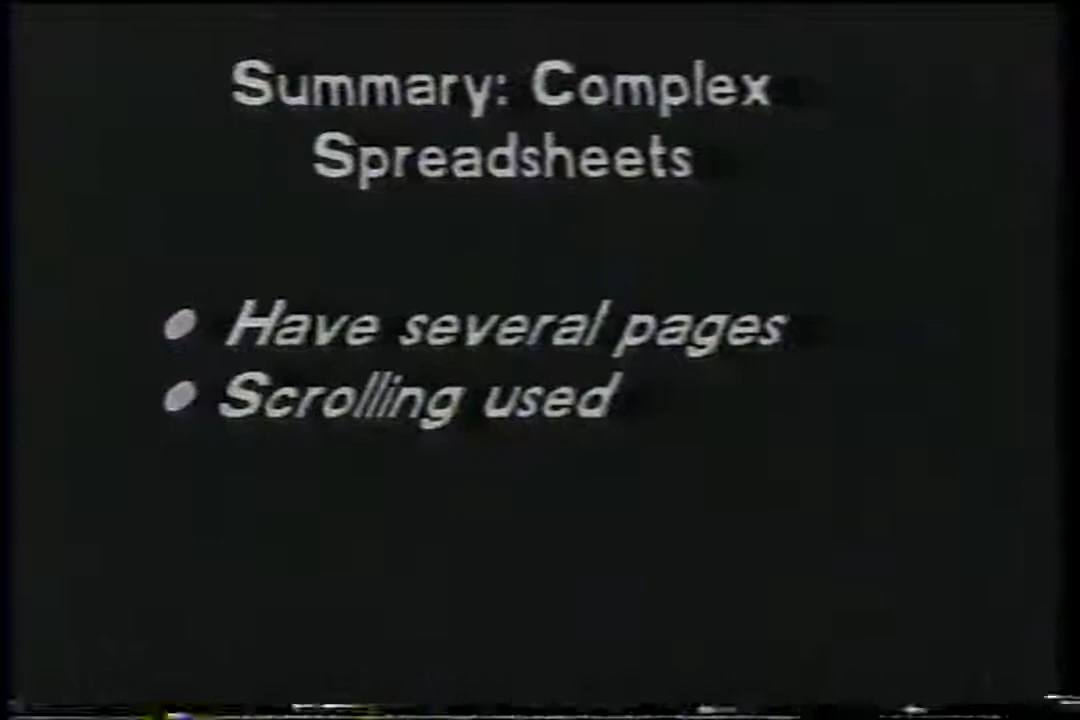 Summary: Complex
Spreadsheets
• Have several pages
• Scrolling used